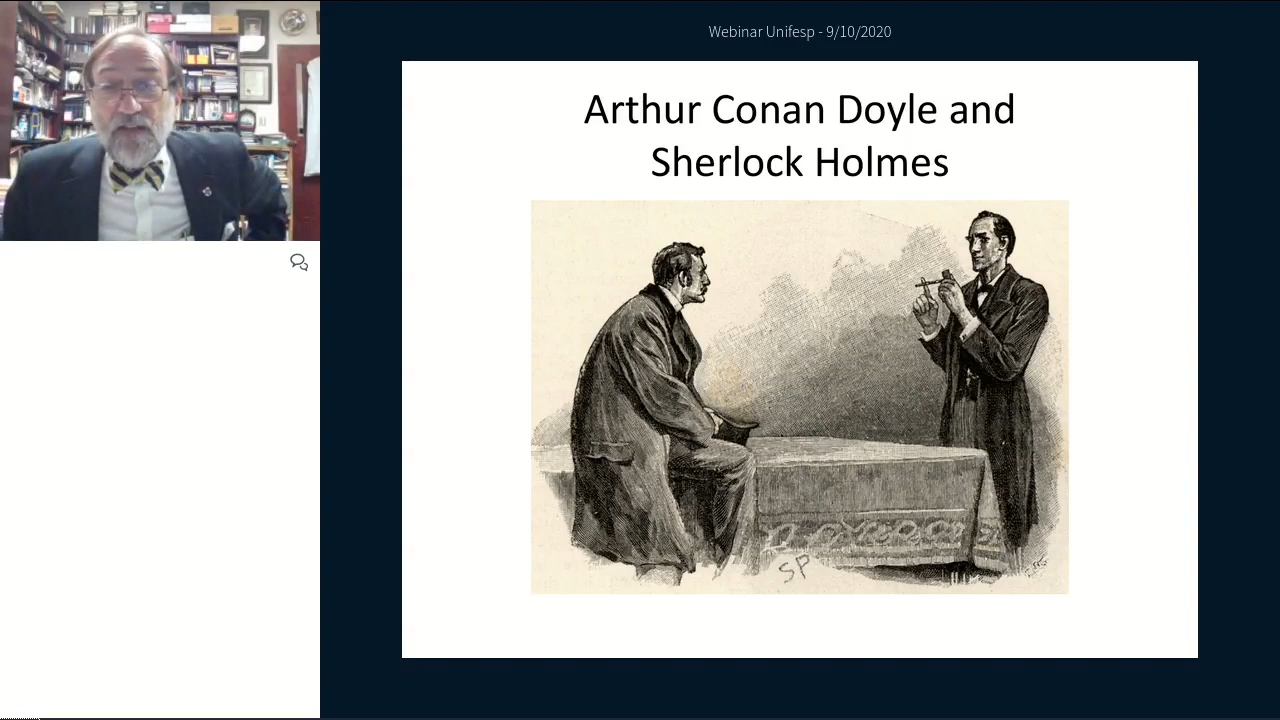 Webinar Unifesp - 9/10/2020
Arthur Conan Doyle and
Sherlock Holmes
SP